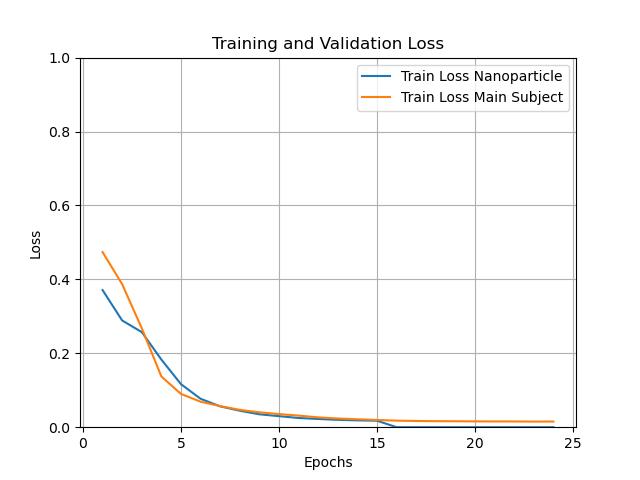 Training and Validation Loss
Train Loss Nanoparticle
Train Loss Main Subject
Loss
1.0
0.8
0.6
0.4
0.2
0.0
0 5 10 15 20 25
Epochs